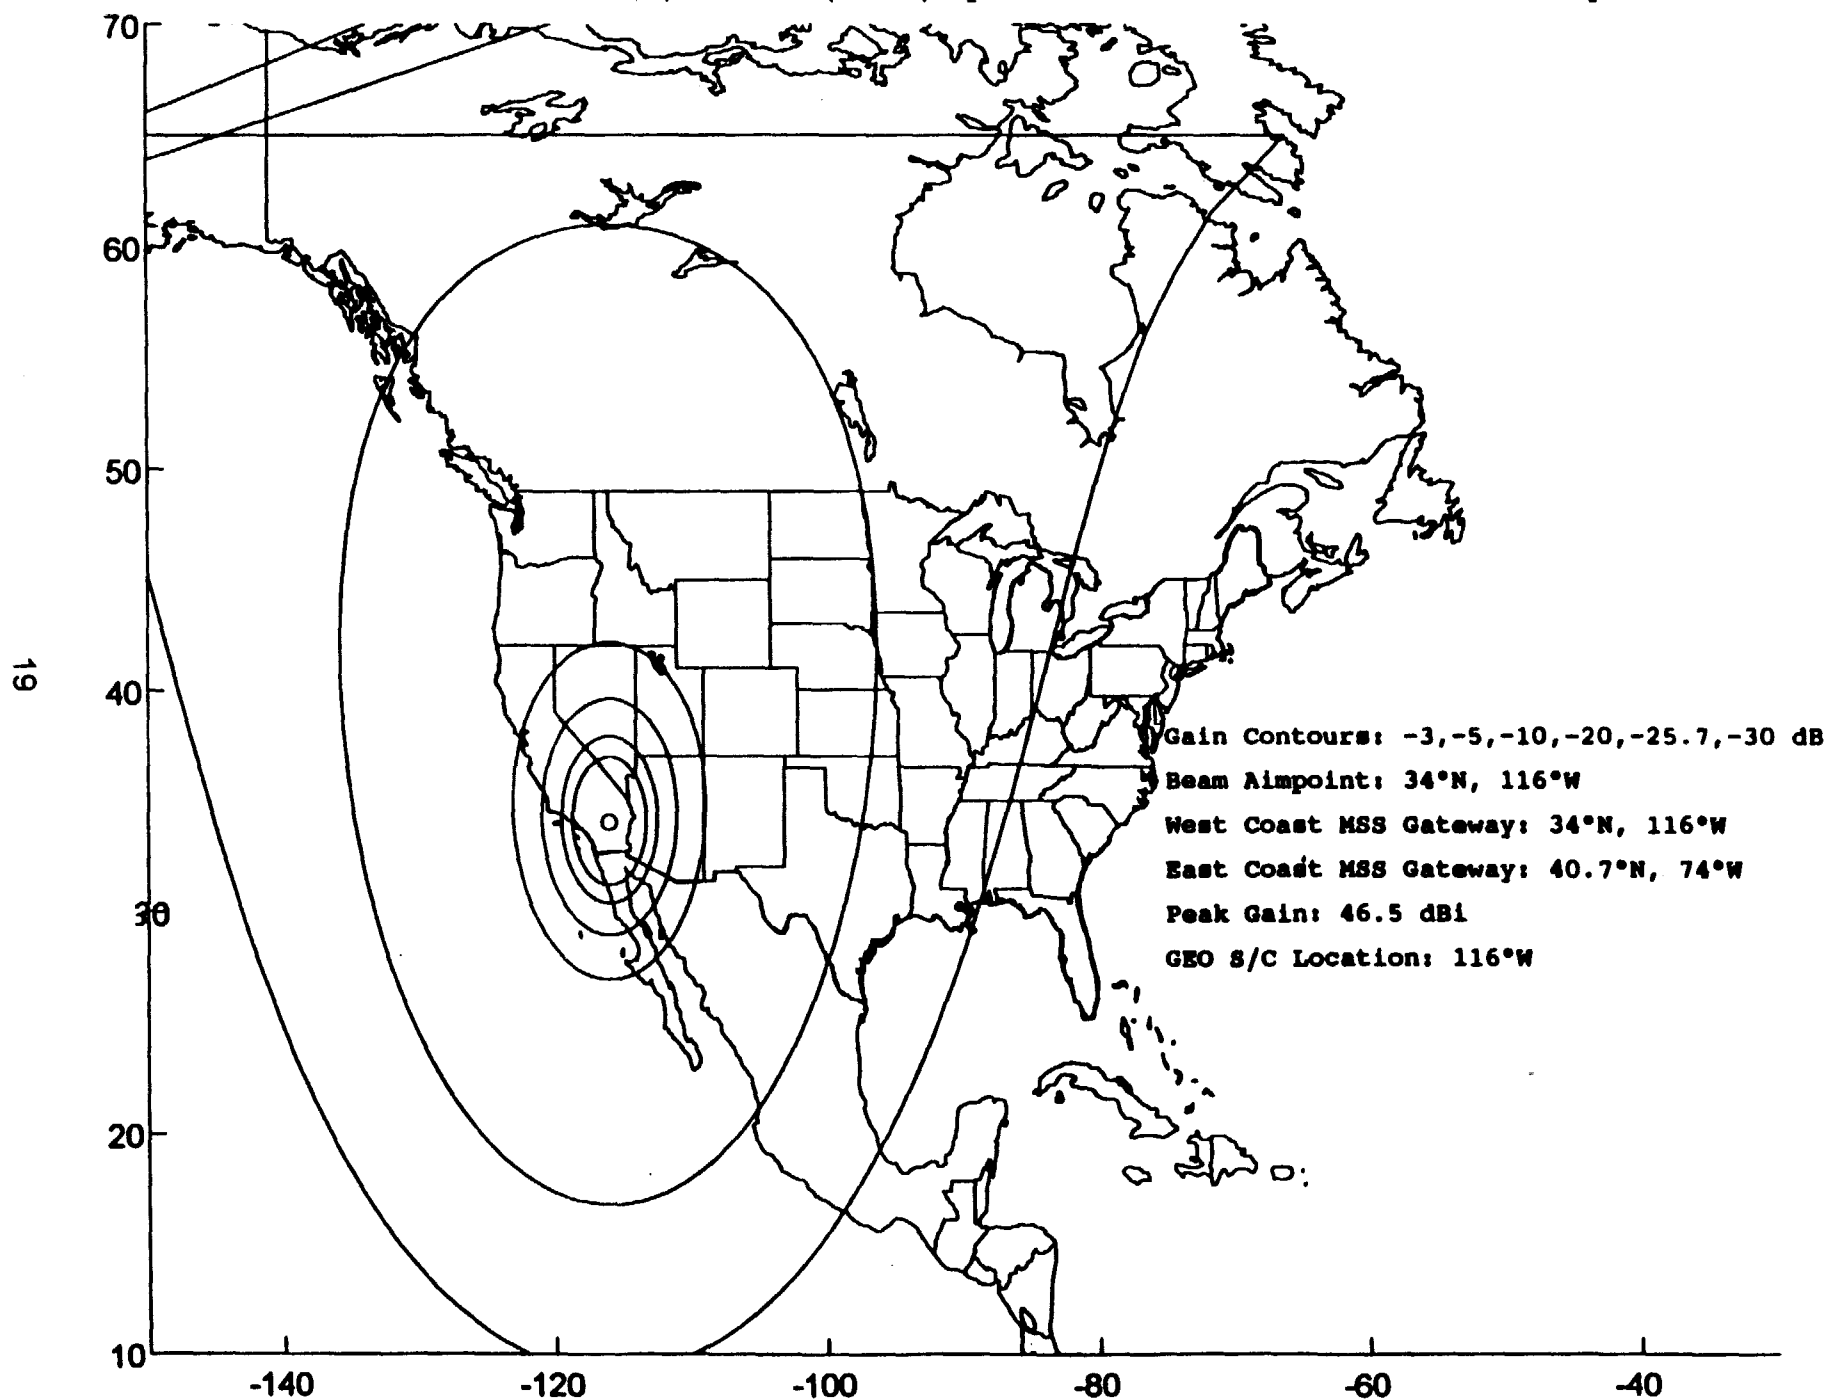 70
60
50
40
30
20
10
-140
-120
-100
-80
-60
-40
Gain Contours: -3,-5,-10,-20,-25.7,-30 dB
Beam Aimpoint: 34°N, 116°W
West Coast MSS Gateway: 34°N, 116°W
East Coast MSS Gateway: 40.7°N, 74°W
Peak Gain: 46.5 dBi
GEO S/C Location: 116°W
19